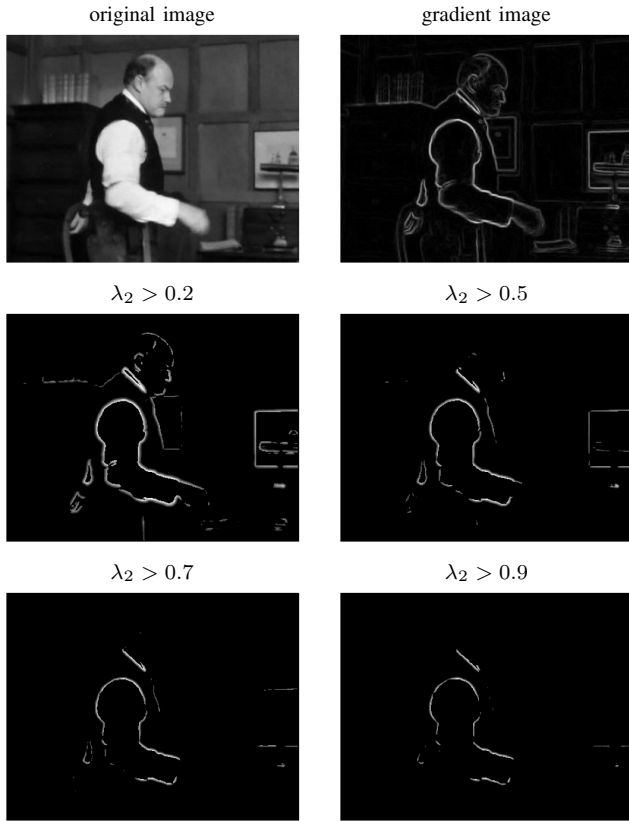 original image
gradient image
λ₂ > 0.2
λ₂ > 0.5
λ₂ > 0.7
λ₂ > 0.9